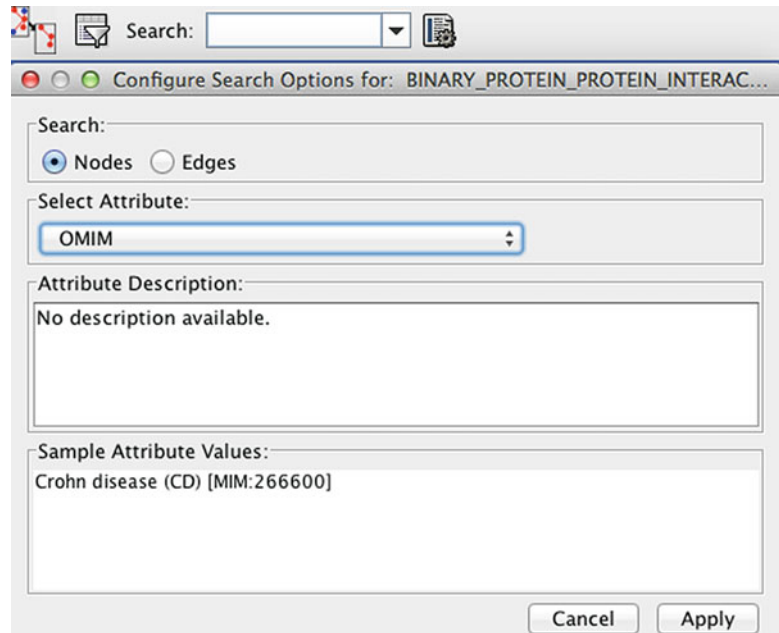 Search:
Configure Search Options for: BINARY_PROTEIN_PROTEIN_INTERAC...
Search:
Nodes Edges
Select Attribute:
OMIM
Attribute Description:
No description available.
Sample Attribute Values:
Crohn disease (CD) [MIM:266600]
Cancel Apply